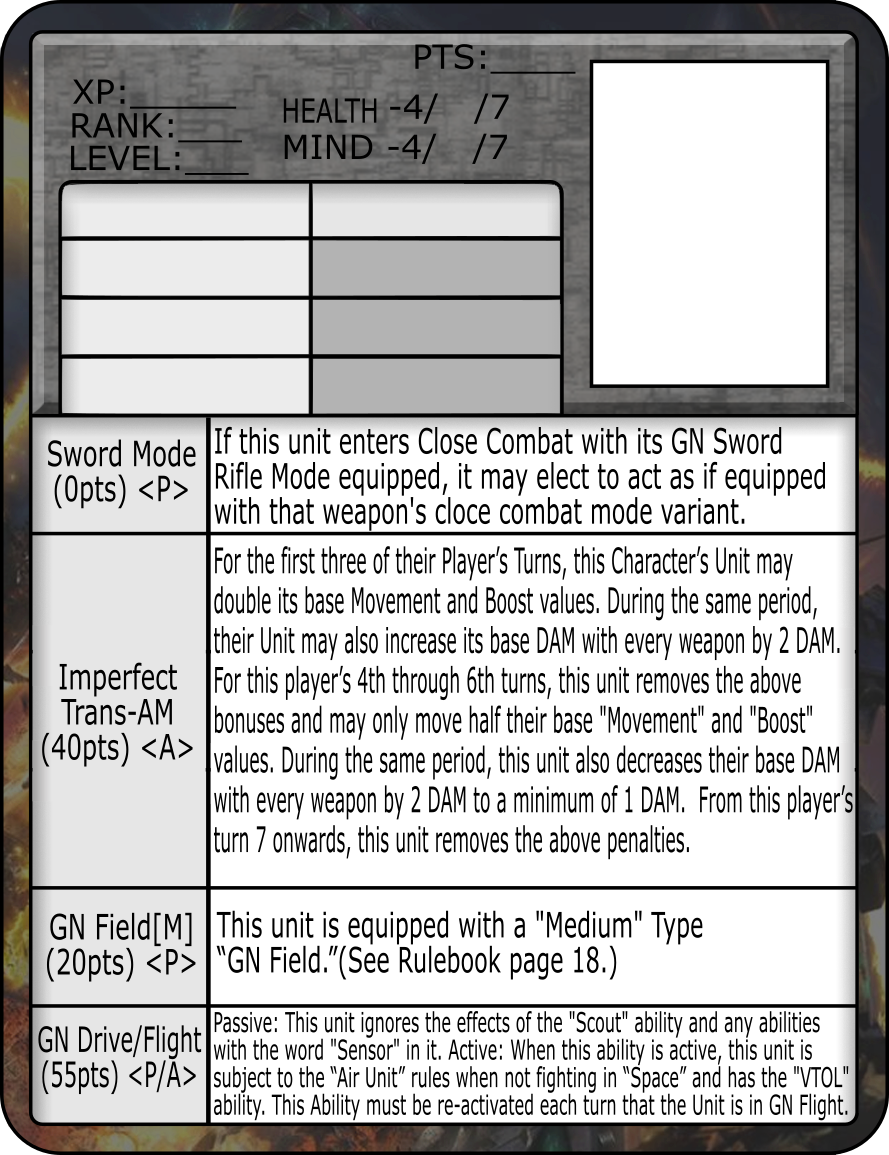 PTS:_____
XP:______
RANK:___
LEVEL:___
HEALTH -4/ /7
MIND -4/ /7
Sword Mode
(0pts) <P>
If this unit enters Close Combat with its GN Sword
Rifle Mode equipped, it may elect to act as if equipped
with that weapon's cloce combat mode variant.
Imperfect
Trans-AM
(40pts) <A>
For the first three of their Player’s Turns, this Character’s Unit may
double its base Movement and Boost values. During the same period,
their Unit may also increase its base DAM with every weapon by 2 DAM.
For this player’s 4th through 6th turns, this unit removes the above
bonuses and may only move half their base "Movement" and "Boost"
values. During the same period, this unit also decreases their base DAM
with every weapon by 2 DAM to a minimum of 1 DAM.  From this player’s
turn 7 onwards, this unit removes the above penalties.
GN Field[M]
(20pts) <P>
This unit is equipped with a "Medium" Type
“GN Field.”(See Rulebook page 18.)
GN Drive/Flight
(55pts) <P/A>
Passive: This unit ignores the effects of the "Scout" ability and any abilities
with the word "Sensor" in it. Active: When this ability is active, this unit is
subject to the “Air Unit” rules when not fighting in “Space” and has the "VTOL"
ability. This Ability must be re-activated each turn that the Unit is in GN Flight.